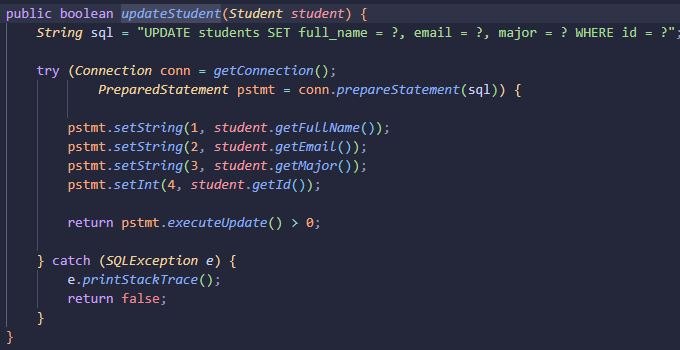 public boolean updateStudent(Student student) {
    String sql = "UPDATE students SET full_name = ?, email = ?, major = ? WHERE id = ?";
    try (Connection conn = getConnection();
            PreparedStatement pstmt = conn.prepareStatement(sql)) {
        pstmt.setString(1, student.getFullName());
        pstmt.setString(2, student.getEmail());
        pstmt.setString(3, student.getMajor());
        pstmt.setInt(4, student.getId());
        return pstmt.executeUpdate() > 0;
    } catch (SQLException e) {
        e.printStackTrace();
        return false;
    }
}